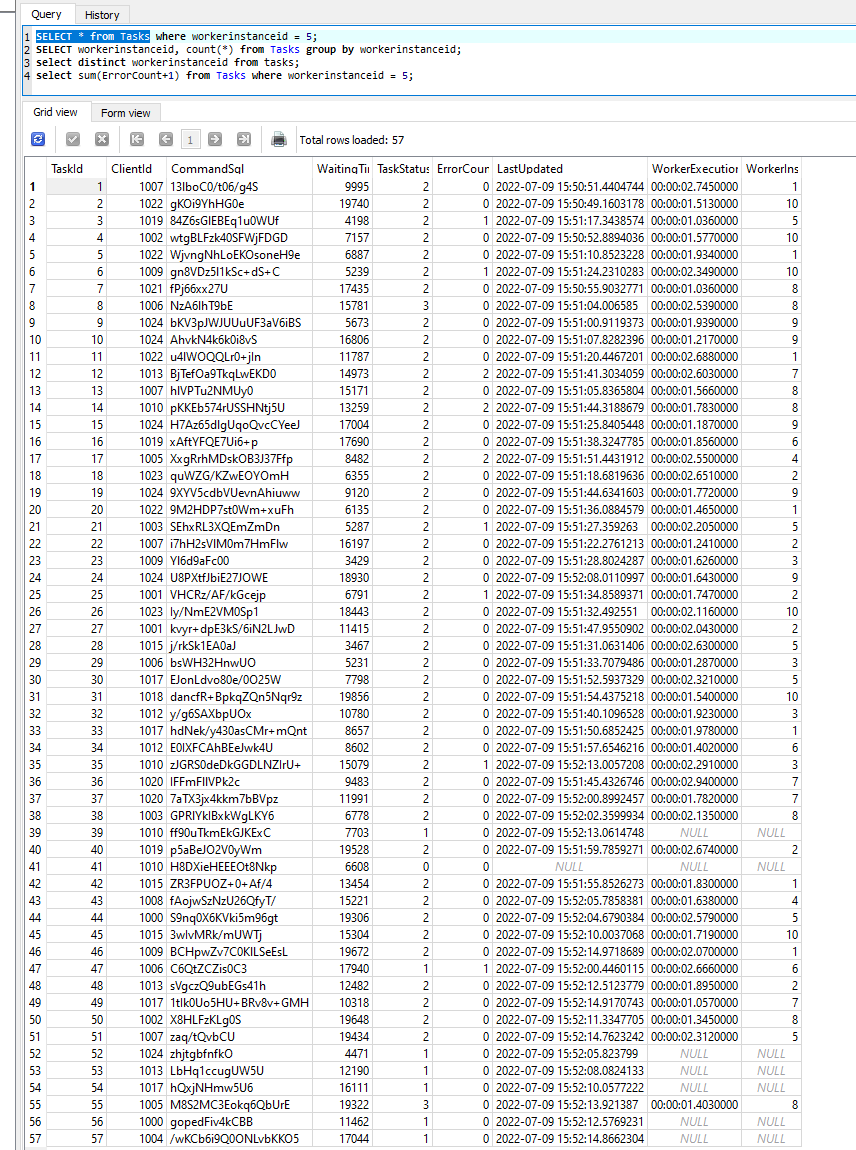 Query History
1 SELECT * from Tasks where workerinstanceid = 5;
2 SELECT workerinstanceid, count(*) from Tasks group by workerinstanceid;
3 select distinct workerinstanceid from tasks;
4 select sum(ErrorCount+1) from Tasks where workerinstanceid = 5;
Grid view Form view
1 Total rows loaded: 57
TaskId ClientId CommandSql WaitingTi TaskStatus ErrorCour LastUpdated WorkerExecution WorkerIns
1 1 1007 13IboC0/t06/g4S 9995 2 0 2022-07-09 15:50:51.4404744 00:00:02.7450000 1
2 2 1022 gKOi9YhHG0e 19740 2 0 2022-07-09 15:50:49.1603178 00:00:01.5130000 10
3 3 1019 84Z6sGIEBEq1u0WUf 4198 2 1 2022-07-09 15:51:17.3438574 00:00:01.0360000 5
4 4 1002 wtgBLFzk40SFWjFDGD 7157 2 0 2022-07-09 15:50:52.8894036 00:00:01.5770000 10
5 5 1022 WjvngNhLoEKOsoneH9e 6887 2 0 2022-07-09 15:51:10.8523228 00:00:01.9340000 1
6 6 1009 gn8VDz5l1kSc+dS+C 5239 2 1 2022-07-09 15:51:24.2310283 00:00:02.3490000 10
7 7 1021 fPj66xx27U 17435 2 0 2022-07-09 15:50:55.9032771 00:00:01.0360000 8
8 8 1006 NzA6IhT9bE 15781 3 0 2022-07-09 15:51:04.006585 00:00:02.5390000 8
9 9 1024 bKV3pJWJUUuUF3aV6iBS 5673 2 0 2022-07-09 15:51:00.9119373 00:00:01.9390000 9
10 10 1024 AhvkN4k6k0i8vS 16806 2 0 2022-07-09 15:51:07.8282396 00:00:01.2170000 9
11 11 1022 u4IWOQQLr0+jIn 11787 2 0 2022-07-09 15:51:20.4467201 00:00:02.6880000 1
12 12 1013 BjTefOa9TkqLwEKD0 14973 2 2 2022-07-09 15:51:41.3034059 00:00:02.6030000 7
13 13 1007 hIVPTu2NMUy0 15171 2 0 2022-07-09 15:51:05.8365804 00:00:01.5660000 8
14 14 1010 pKKEb574rUSSHNtj5U 13259 2 2 2022-07-09 15:51:44.3188679 00:00:01.7830000 8
15 15 1024 H7Az65dIgUqoQvcCYeeJ 17004 2 0 2022-07-09 15:51:25.8405448 00:00:01.1870000 9
16 16 1019 xAftYFQE7Ui6+p 17690 2 0 2022-07-09 15:51:38.3247785 00:00:01.8560000 6
17 17 1005 XxgRrhMDskOB3J37Ffp 8482 2 2 2022-07-09 15:51:51.4431912 00:00:02.5500000 4
18 18 1023 quWZG/KZwEOYOmH 6355 2 0 2022-07-09 15:51:18.6819636 00:00:02.6510000 2
19 19 1024 9XYV5cdbVUevnAhiuww 9120 2 0 2022-07-09 15:51:44.6341603 00:00:01.7720000 9
20 20 1022 9M2HDP7st0Wm+xuFh 6135 2 0 2022-07-09 15:51:36.0884579 00:00:01.4650000 1
21 21 1003 SEhxRL3XQEmZmDn 5287 2 1 2022-07-09 15:51:27.359263 00:00:02.2050000 5
22 22 1007 i7hH2sVIM0m7HmFIw 16197 2 0 2022-07-09 15:51:22.2761213 00:00:01.2410000 2
23 23 1009 YI6d9aFc00 3429 2 0 2022-07-09 15:51:28.8024287 00:00:01.6260000 3
24 24 1024 U8PXtfJbiE27JOWE 18930 2 0 2022-07-09 15:52:08.0110997 00:00:01.6430000 9
25 25 1001 VHCRz/AF/kGcejp 6791 2 1 2022-07-09 15:51:34.8589371 00:00:01.7470000 2
26 26 1023 Iy/NmE2VM0Sp1 18443 2 0 2022-07-09 15:51:32.492551 00:00:02.1160000 10
27 27 1001 kvyr+dpE3kS/6iN2LJwD 11415 2 0 2022-07-09 15:51:47.9550902 00:00:02.0430000 2
28 28 1015 j/rkSk1EA0aJ 3467 2 0 2022-07-09 15:51:31.0631406 00:00:02.6300000 5
29 29 1006 bsWH32HnwUO 5231 2 0 2022-07-09 15:51:33.7079486 00:00:01.2870000 3
30 30 1017 EJonLdvo80e/0O25W 7798 2 0 2022-07-09 15:52:52.5937329 00:00:02.3210000 5
31 31 1018 dancfR+BpkqZQn5Nqr9z 19856 2 0 2022-07-09 15:51:54.4375218 00:00:01.5400000 10
32 32 1012 y/g6SAXbpUOx 10780 2 0 2022-07-09 15:51:40.1096528 00:00:01.9230000 3
33 33 1017 hdNek/y430asCMr+mQnt 8657 2 0 2022-07-09 15:51:50.6852425 00:00:01.9780000 1
34 34 1012 E0IXFCAhBEeJwk4U 8602 2 0 2022-07-09 15:51:57.6546216 00:00:01.4020000 6
35 35 1010 zJGRS0deDkGGDLNZIrU+ 15079 2 1 2022-07-09 15:52:13.0057208 00:00:02.2910000 3
36 36 1020 IFFmFIIVPk2c 9483 2 0 2022-07-09 15:51:45.4326746 00:00:02.9400000 7
37 37 1020 7aTX3jx4kkm7bBVpz 11991 2 0 2022-07-09 15:52:00.8992457 00:00:01.7820000 7
38 38 1003 GPRIYkIBxkWgLKY6 6778 2 0 2022-07-09 15:52:02.3599934 00:00:02.1350000 8
39 39 1010 ff90uTkmEkGJKExC 7703 1 0 2022-07-09 15:52:13.0614748 NULL NULL
40 40 1019 p5aBeJO2V0yWm 19528 2 0 2022-07-09 15:51:59.7859271 00:00:02.6740000 2
41 41 1010 H8DXieHEEEOt8Nkp 6608 0 0 NULL NULL NULL
42 42 1015 ZR3FPUOZ+0+Af/4 13454 2 0 2022-07-09 15:51:55.8526273 00:00:01.8300000 1
43 43 1008 fAojwSzNzU26QfyT/ 15221 2 0 2022-07-09 15:52:05.7858381 00:00:01.6380000 4
44 44 1000 S9nq0X6KVki5m96gt 19306 2 0 2022-07-09 15:52:04.6790384 00:00:02.5790000 5
45 45 1015 3wIvMRk/mUWTj 15304 2 0 2022-07-09 15:52:10.0037068 00:00:01.7190000 10
46 46 1009 BCHpwZv7C0KILSeEsL 19672 2 0 2022-07-09 15:52:14.9718689 00:00:02.0700000 1
47 47 1006 C6QtZCZis0C3 17940 1 1 2022-07-09 15:52:00.4460115 00:00:02.6660000 6
48 48 1013 sVgczQ9ubEGs41h 12482 2 0 2022-07-09 15:52:12.5123779 00:00:01.8950000 2
49 49 1017 1tIk0Uo5HU+BRv8v+GMH 10318 2 0 2022-07-09 15:52:14.9170743 00:00:01.0570000 7
50 50 1002 X8HLFzKLg0S 19648 2 0 2022-07-09 15:52:11.3347705 00:00:01.3450000 8
51 51 1007 zaq/tQvbCU 19434 2 0 2022-07-09 15:52:14.7623242 00:00:02.3120000 5
52 52 1024 zhjtgbfnfkO 4471 1 0 2022-07-09 15:52:05.823799 NULL NULL
53 53 1013 LbHq1ccugUW5U 12190 1 0 2022-07-09 15:52:08.0824133 NULL NULL
54 54 1017 hQxjNHmw5U6 16111 1 0 2022-07-09 15:52:10.0577222 NULL NULL
55 55 1005 M8S2MC3Eokq6QbUrE 19322 3 0 2022-07-09 15:52:13.921387 00:00:01.4030000 8
56 56 1000 gopedFiv4kCBB 11462 1 0 2022-07-09 15:52:12.5769231 NULL NULL
57 57 1004 /wKCb6i9Q0ONLvbKKO5 17044 1 0 2022-07-09 15:52:14.8662304 NULL NULL